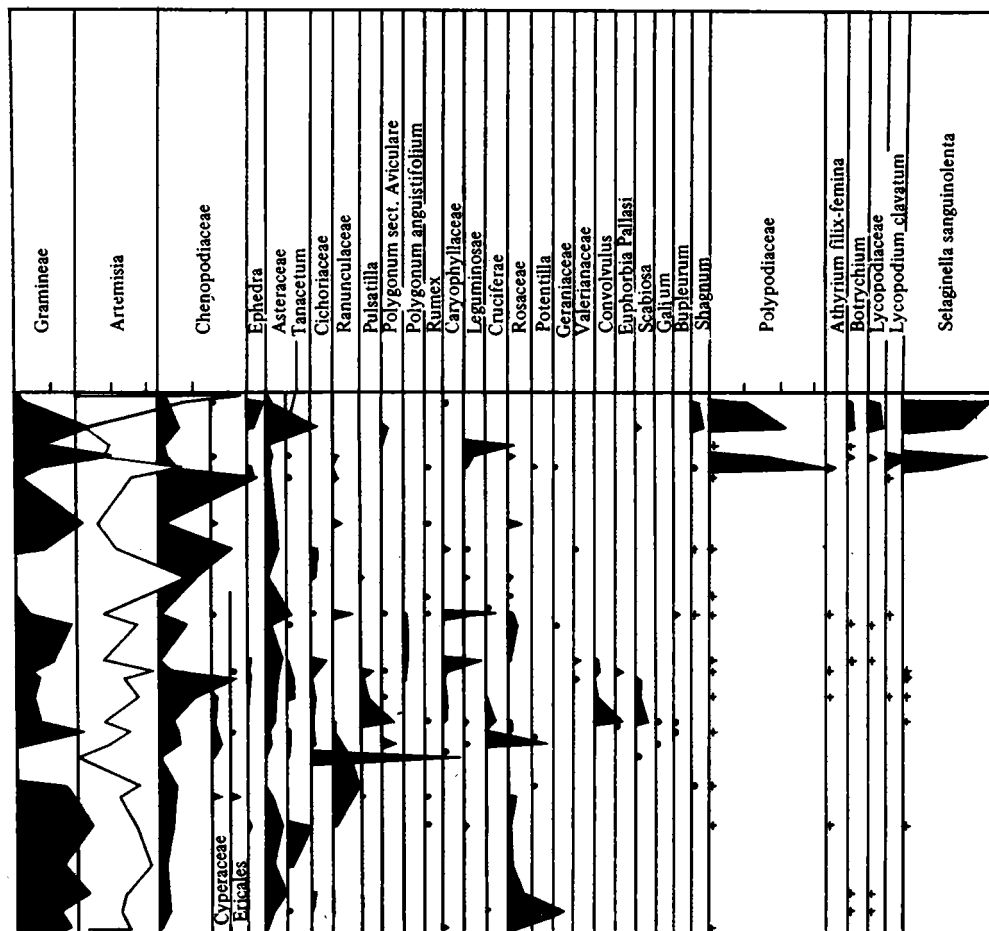 Gramineae
Artemisia
Chenopodiaceae
Cyperaceae
Ericales
Ephedra
Asteraceae
Tanacetum
Cichoriaceae
Ranunculaceae
Pulsatilla
Polygonum sect. Aviculare
Polygonum anguistifolium
Rumex
Caryophyllaceae
Leguminosae
Cruciferae
Rosaceae
Potentilla
Geraniaceae
Valerianaceae
Convolvulus
Euphorbia Pallasi
Scabiosa
Galium
Bupleurum
Shagnum
Polypodiaceae
Athyrium filix-femina
Botrychium
Lycopodiaceae
Lycopodium clavatum
Selaginella sanguinolenta